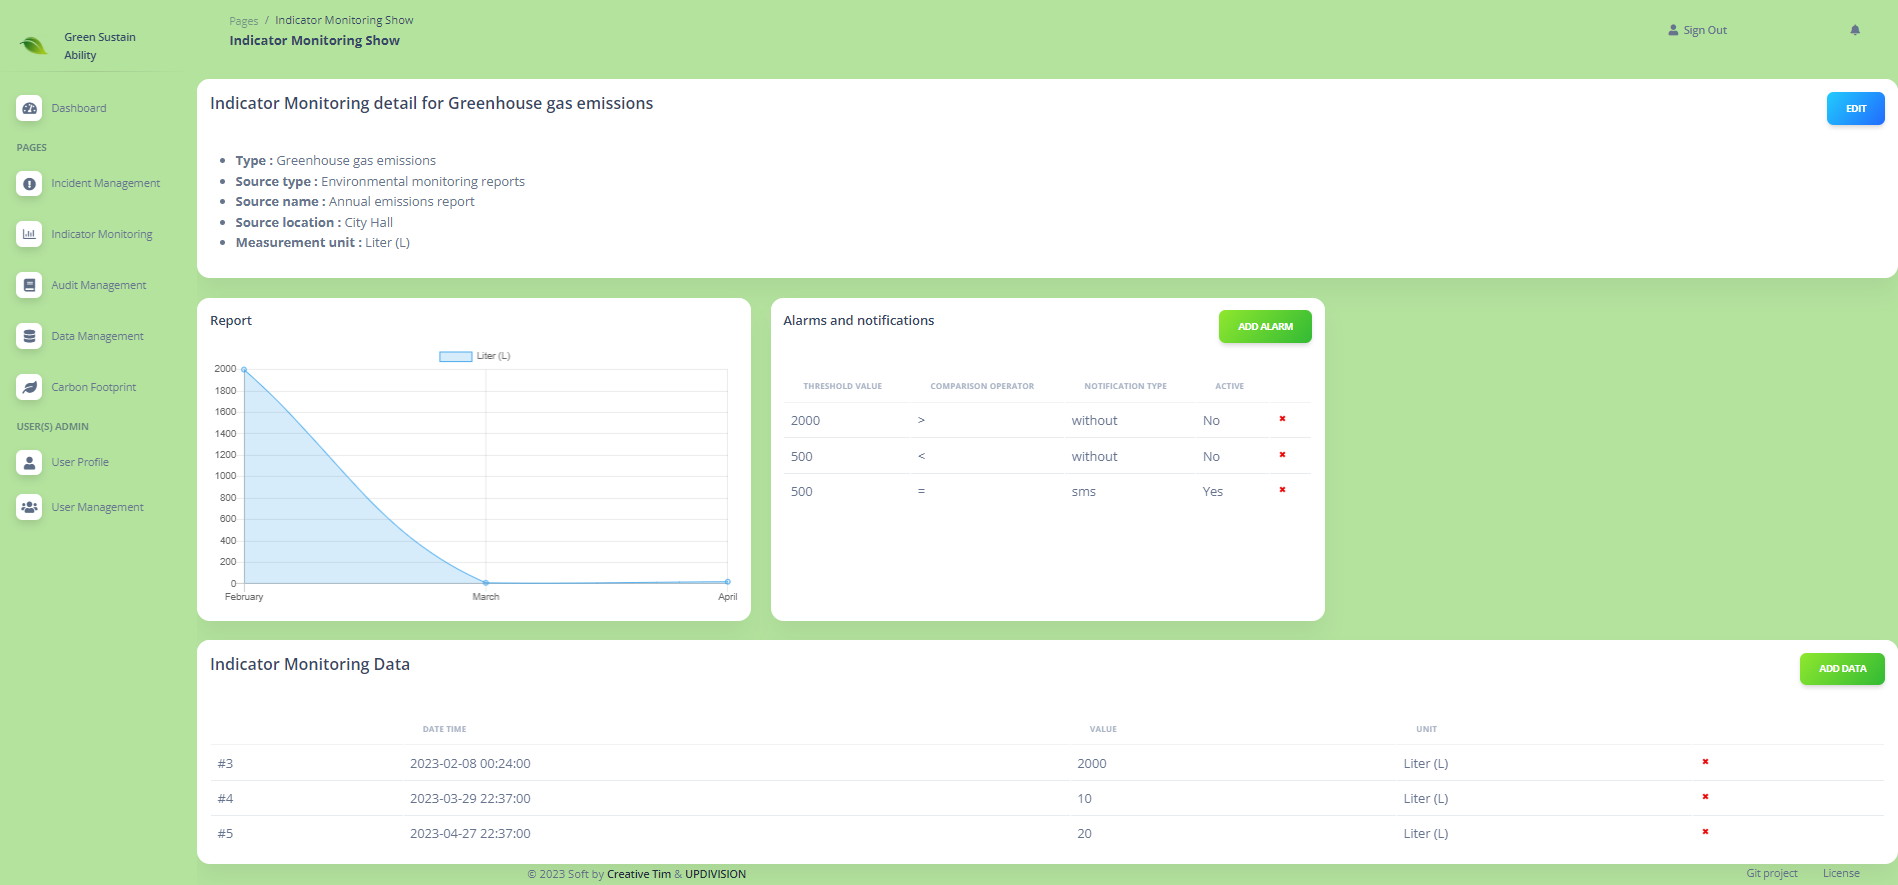 Green Sustain
Ability
Dashboard
PAGES
Incident Management
Indicator Monitoring
Audit Management
Data Management
Carbon Footprint
USER(S) ADMIN
User Profile
User Management
Pages / Indicator Monitoring Show
Indicator Monitoring Show
Sign Out
Indicator Monitoring detail for Greenhouse gas emissions
EDIT
Type : Greenhouse gas emissions
Source type : Environmental monitoring reports
Source name : Annual emissions report
Source location : City Hall
Measurement unit : Liter (L)
Report
Liter (L)
2000
1800
1600
1400
1200
1000
800
600
400
200
0
February March April
Alarms and notifications
ADD ALARM
THRESHOLD VALUE COMPARISON OPERATOR NOTIFICATION TYPE ACTIVE
2000 > without No
500 < without No
500 = sms Yes
Indicator Monitoring Data
ADD DATA
DATE TIME VALUE UNIT
#3 2023-02-08 00:24:00 2000 Liter (L)
#4 2023-03-29 22:37:00 10 Liter (L)
#5 2023-04-27 22:37:00 20 Liter (L)
© 2023 Soft by Creative Tim & UPDIVISION
Git project License